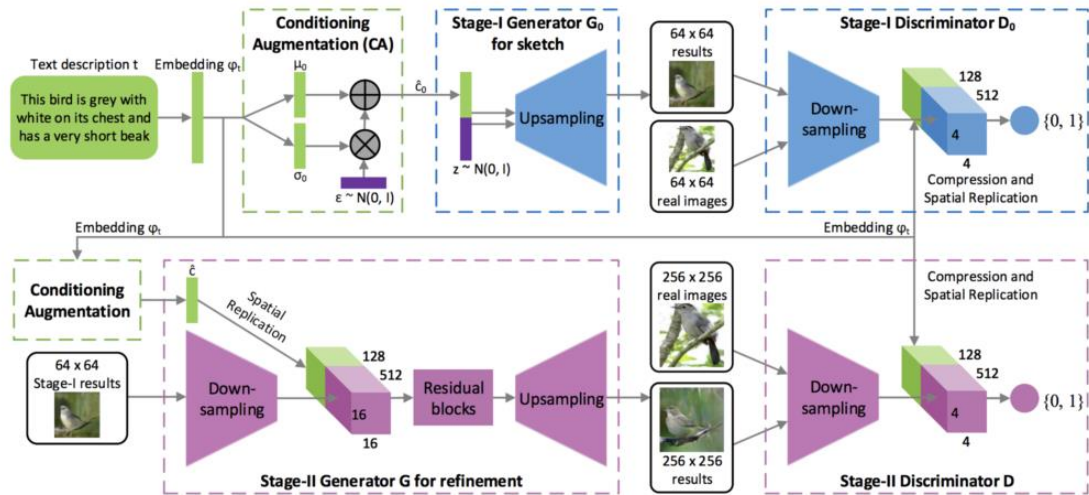 Text description t
This bird is grey with
white on its chest and
has a very short beak
Embedding φt
Conditioning
Augmentation (CA)
μ0
σ0
ε ~ N(0, I)
ĉ0
Stage-I Generator G0
for sketch
z ~ N(0, I)
Upsampling
64 x 64
results
64 x 64
real images
Stage-I Discriminator D0
Down-
sampling
128
512
4
4
{0, 1}
Compression and
Spatial Replication
Embedding φt
Embedding φt
Conditioning
Augmentation
64 x 64
Stage-I results
ĉ
Spatial
Replication
Down-
sampling
128
512
16
16
Residual
blocks
Upsampling
Stage-II Generator G for refinement
256 x 256
real images
256 x 256
results
Compression and
Spatial Replication
Down-
sampling
128
512
4
4
{0, 1}
Stage-II Discriminator D